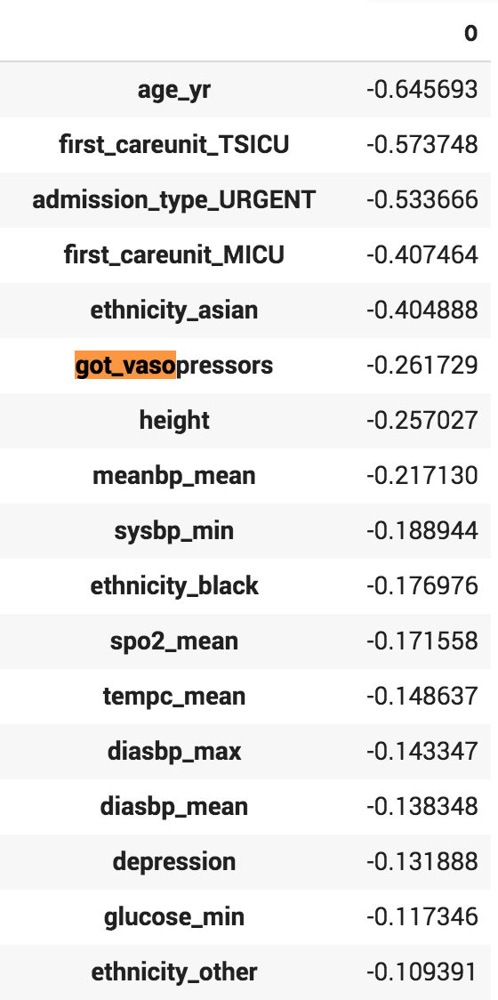 0
age_yr -0.645693
first_careunit_TSICU -0.573748
admission_type_URGENT -0.533666
first_careunit_MICU -0.407464
ethnicity_asian -0.404888
got_vasopressors -0.261729
height -0.257027
meanbp_mean -0.217130
sysbp_min -0.188944
ethnicity_black -0.176976
spo2_mean -0.171558
tempc_mean -0.148637
diasbp_max -0.143347
diasbp_mean -0.138348
depression -0.131888
glucose_min -0.117346
ethnicity_other -0.109391